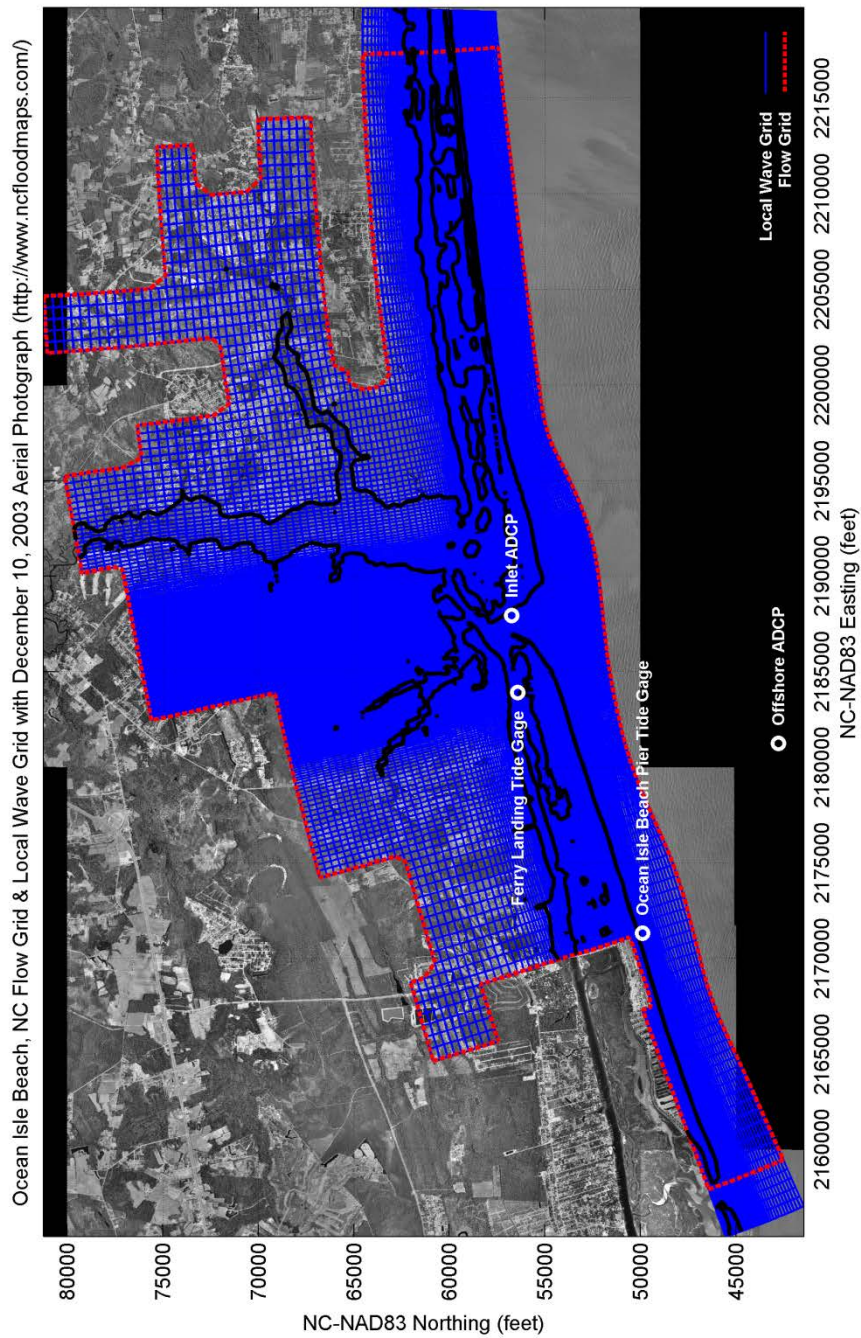 Ocean Isle Beach, NC Flow Grid & Local Wave Grid with December 10, 2003 Aerial Photograph (http://www.ncfloodmaps.com/)
NC-NAD83 Northing (feet)
80000
75000
70000
65000
60000
55000
50000
45000
Inlet ADCP
Ferry Landing Tide Gage
Ocean Isle Beach Pier Tide Gage
Offshore ADCP
Local Wave Grid
Flow Grid
2160000 2165000 2170000 2175000 2180000 2185000 2190000 2195000 2200000 2205000 2210000 2215000
NC-NAD83 Easting (feet)